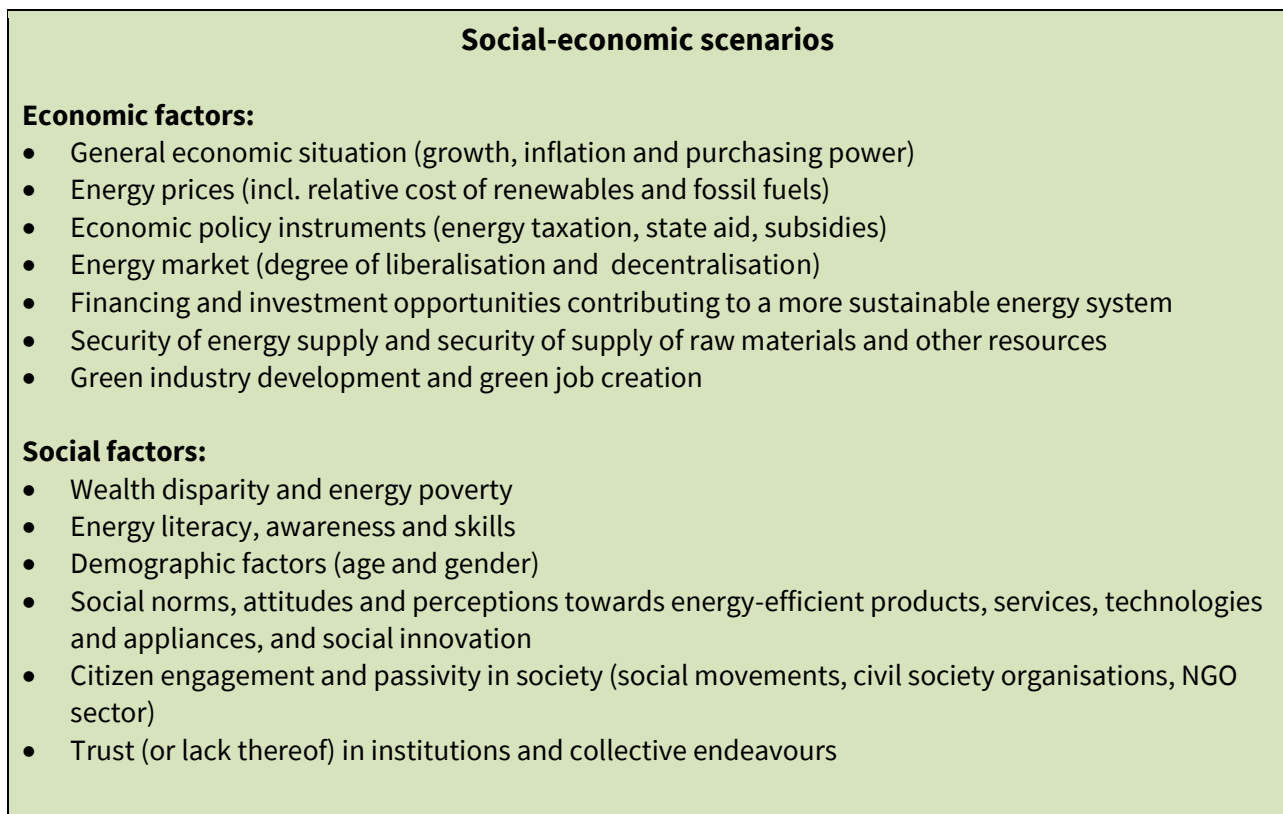 Social-economic scenarios
Economic factors:
• General economic situation (growth, inflation and purchasing power)
• Energy prices (incl. relative cost of renewables and fossil fuels)
• Economic policy instruments (energy taxation, state aid, subsidies)
• Energy market (degree of liberalisation and  decentralisation)
• Financing and investment opportunities contributing to a more sustainable energy system
• Security of energy supply and security of supply of raw materials and other resources
• Green industry development and green job creation
Social factors:
• Wealth disparity and energy poverty
• Energy literacy, awareness and skills
• Demographic factors (age and gender)
• Social norms, attitudes and perceptions towards energy-efficient products, services, technologies
and appliances, and social innovation
• Citizen engagement and passivity in society (social movements, civil society organisations, NGO
sector)
• Trust (or lack thereof) in institutions and collective endeavours